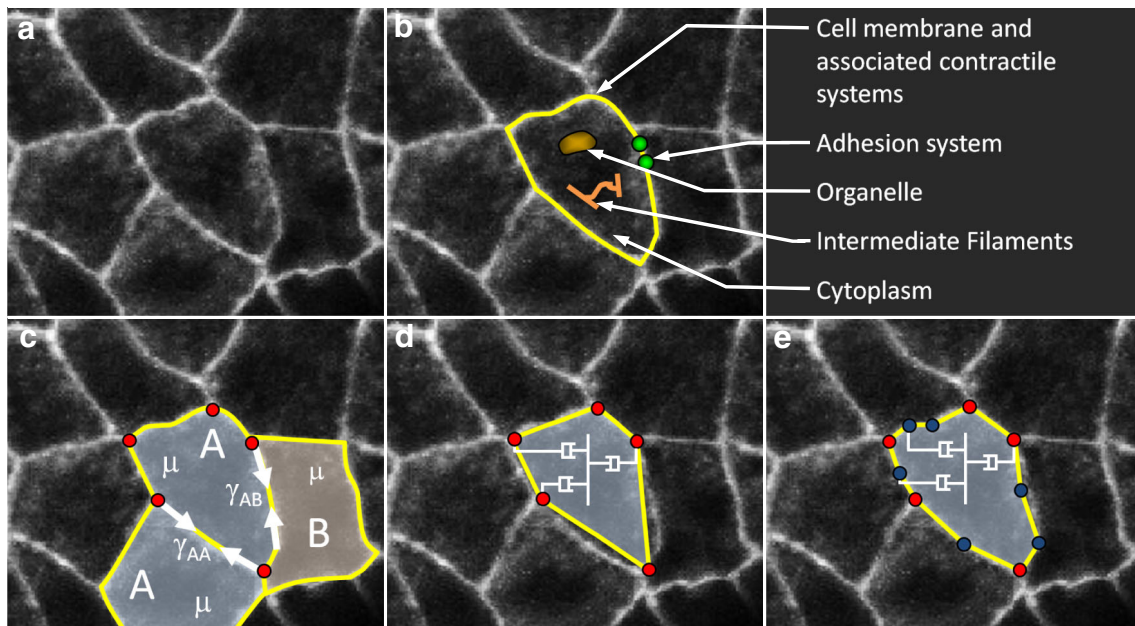 a
b
Cell membrane and
associated contractile
systems
Adhesion system
Organelle
Intermediate Filaments
Cytoplasm
c
A
μ
γAB
μ
B
γAA
A
μ
d
e